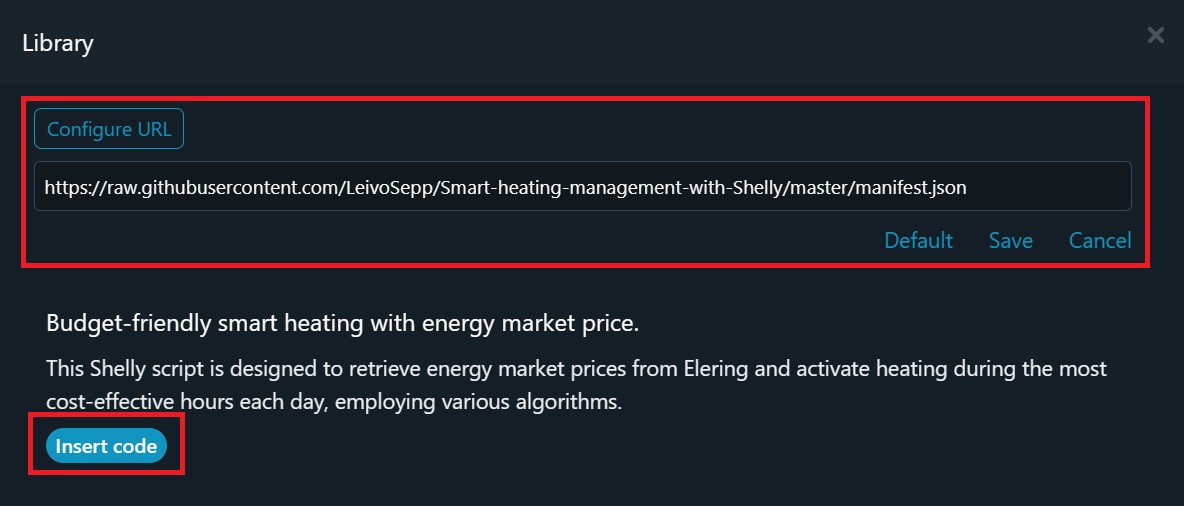 Library
Configure URL
https://raw.githubusercontent.com/LeivoSepp/Smart-heating-management-with-Shelly/master/manifest.json
Default Save Cancel
Budget-friendly smart heating with energy market price.
This Shelly script is designed to retrieve energy market prices from Elering and activate heating during the most
cost-effective hours each day, employing various algorithms.
Insert code